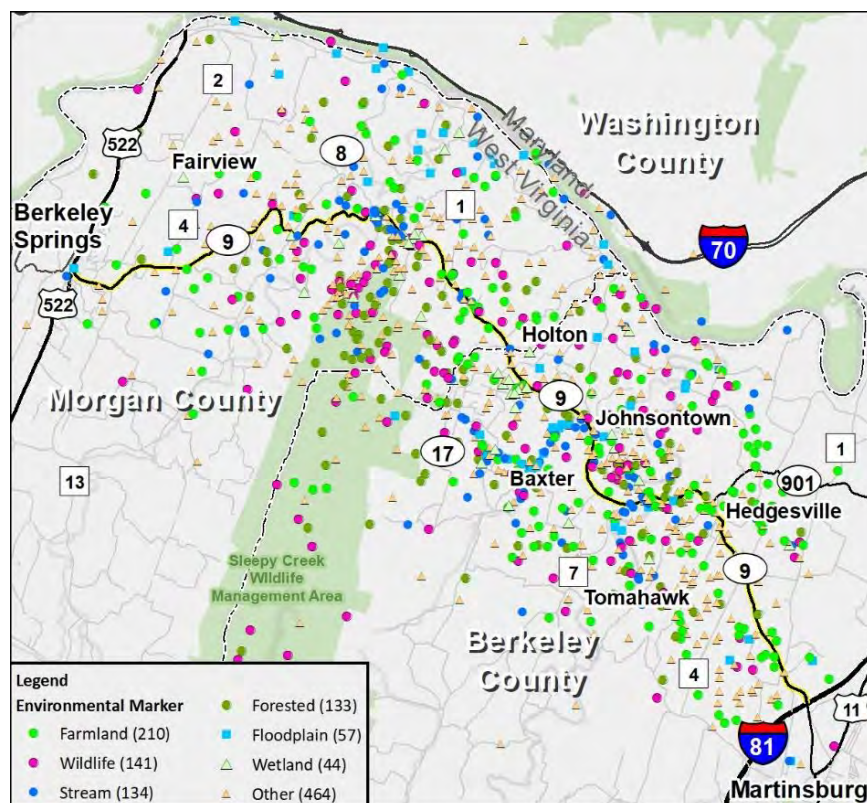 2
Maryland
West Virginia
Washington
County
522
Fairview
8
1
Berkeley
Springs
4
9
70
522
Holton
Morgan County
9
Johnsontown
17
1
13
Baxter
901
Hedgesville
Sleepy Creek
Wildlife
Management Area
7
9
Tomahawk
Berkeley
County
4
11
81
Martinsburg
Legend
Environmental Marker
Farmland (210)
Wildlife (141)
Stream (134)
Forested (133)
Floodplain (57)
Wetland (44)
Other (464)